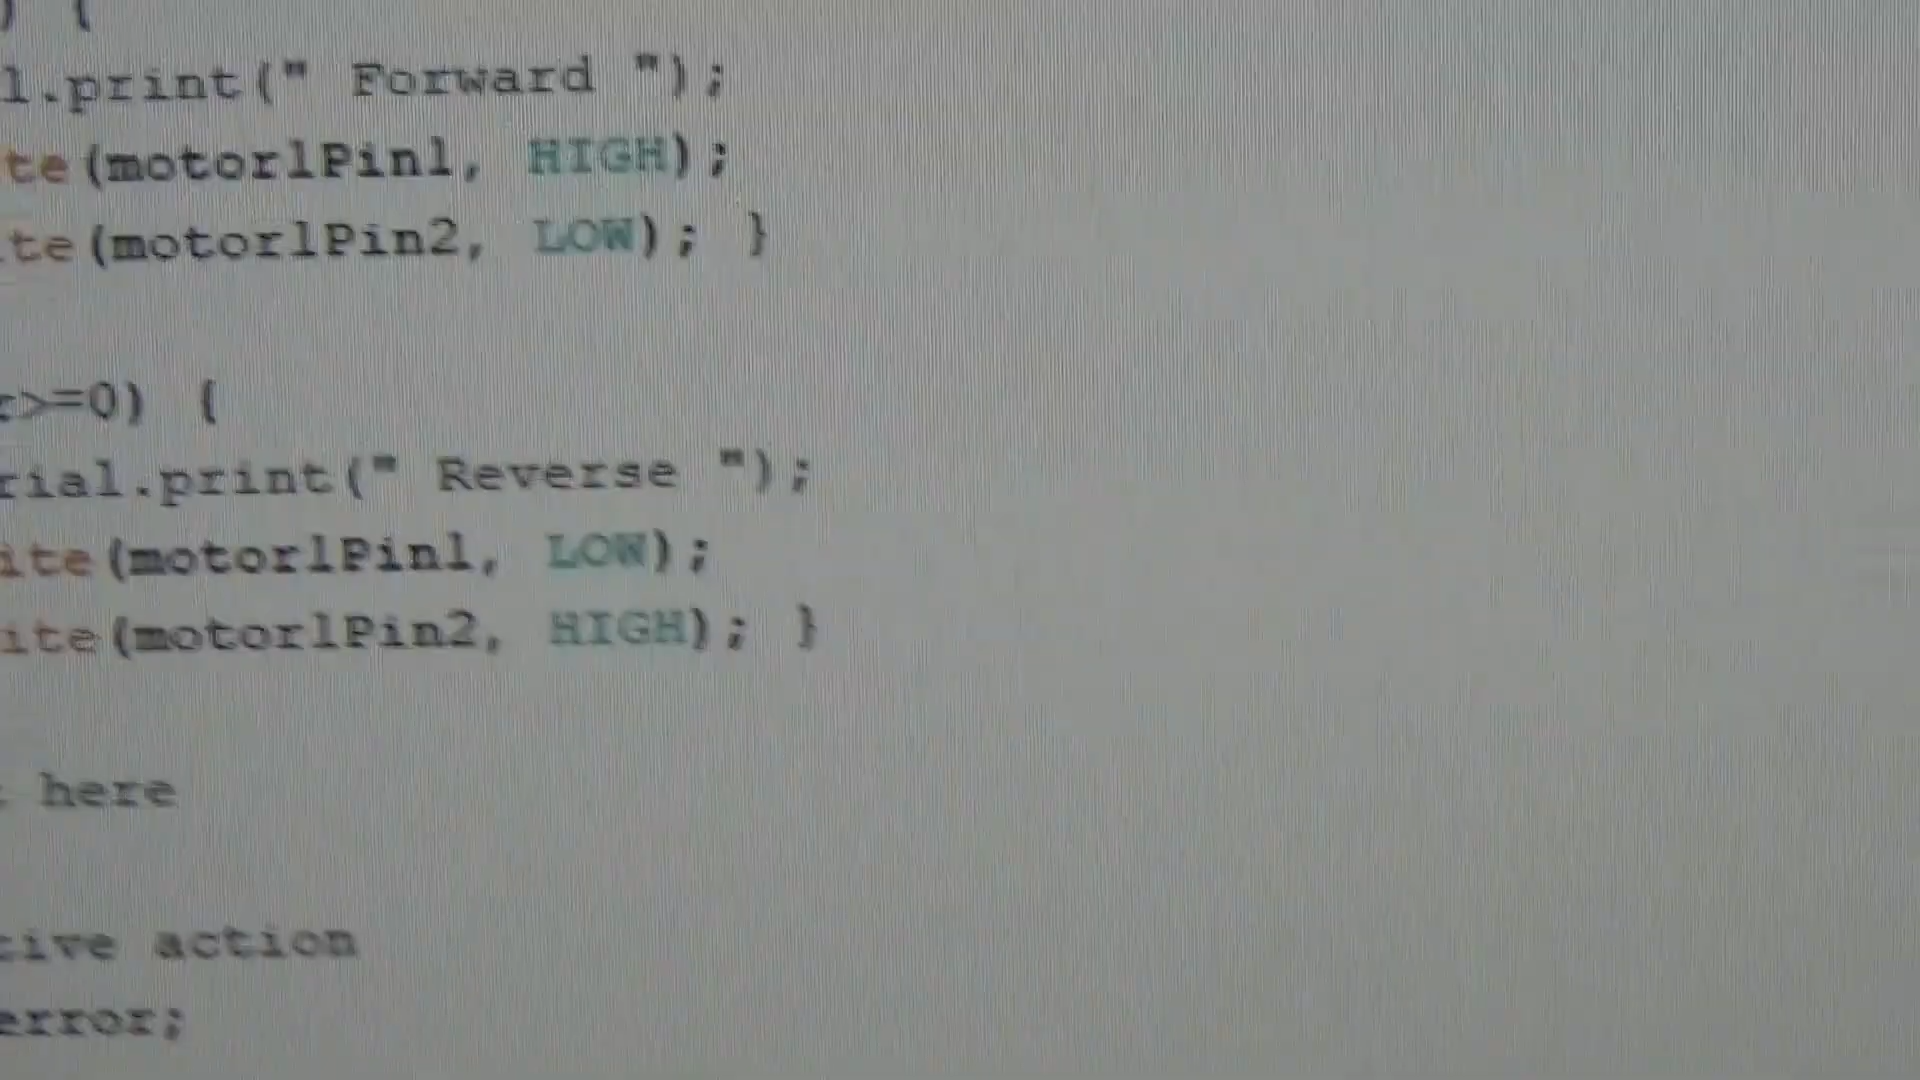 ) {
l.print(" Forward ");
te(motor1Pin1, HIGH);
te(motor1Pin2, LOW); }
r>=0) {
rial.print(" Reverse ");
ite(motor1Pin1, LOW);
ite(motor1Pin2, HIGH); }
here
tive action
error;